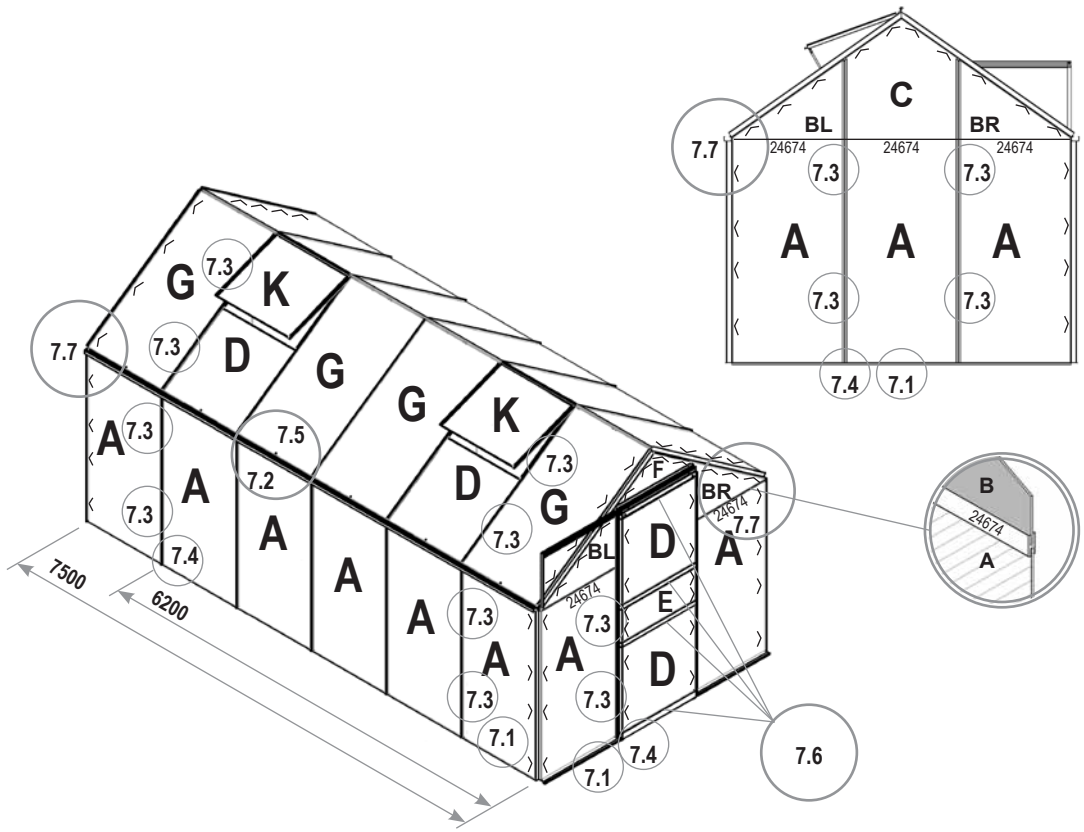 C
BL BR
7.7 24674 24674 24674
7.3 7.3
A A A
7.3 7.3
7.4 7.1
G 7.3 K
7.7 7.3 D G
G K
7.5
7.2
A 7.3 A A A A A
D 7.3 G
7.3
7.3
7.4
7.3
7.3
7.1
F
BR
24674
7.7
BL
24674
D
A
7.3
E
A
D
7.3
7.4
7.1
7.6
B
24674
A
7500
6200